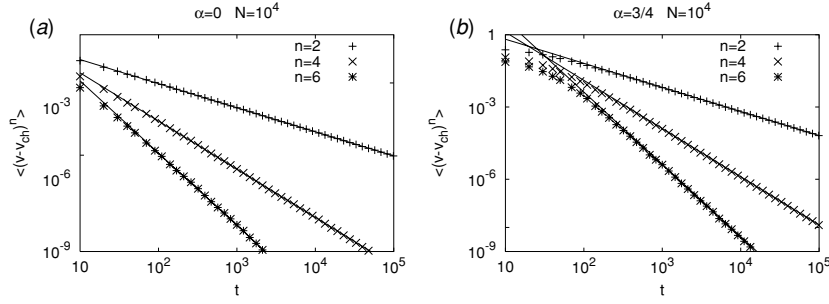 α=0 N=10^4
(a)
n=2
n=4
n=6
10^-3
10^-6
10^-9
<(v-v_ch)^n>
10 10^2 10^3 10^4 10^5
t
α=3/4 N=10^4
(b)
n=2
n=4
n=6
1
10^-3
10^-6
10^-9
<(v-v_ch)^n>
10 10^2 10^3 10^4 10^5
t